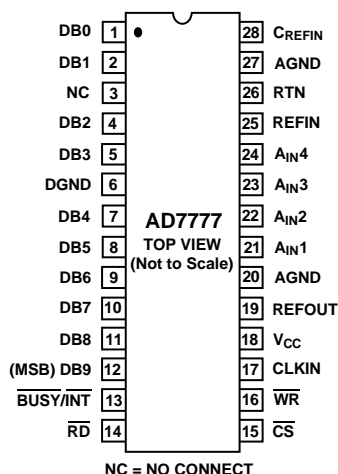 DB0 1 28 CREFIN
DB1 2 27 AGND
NC 3 26 RTN
DB2 4 25 REFIN
DB3 5 24 AIN4
DGND 6 23 AIN3
DB4 7 22 AIN2
AD7777
DB5 8 21 AIN1
TOP VIEW
(Not to Scale)
DB6 9 20 AGND
DB7 10 19 REFOUT
DB8 11 18 VCC
(MSB) DB9 12 17 CLKIN
BUSY/INT 13 16 WR
RD 14 15 CS
NC = NO CONNECT